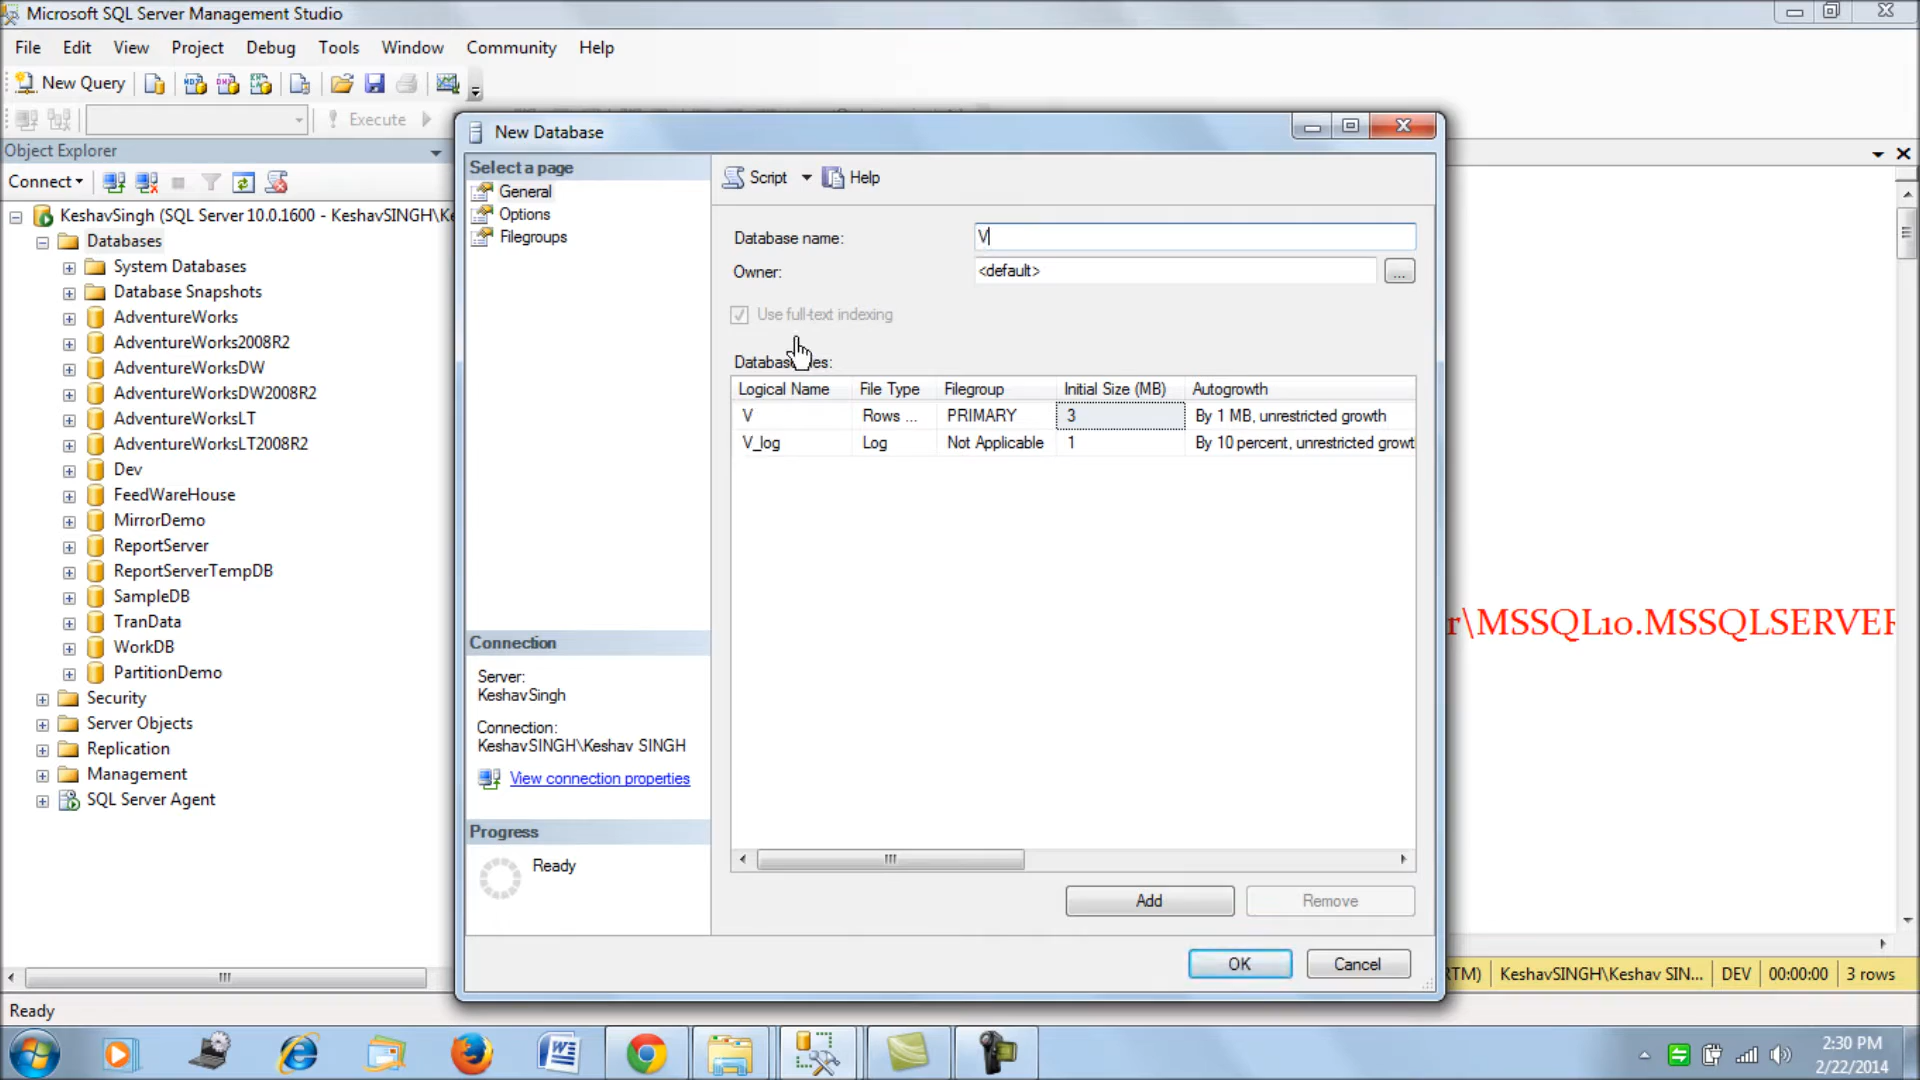 Microsoft SQL Server Management Studio
File Edit View Project Debug Tools Window Community Help
New Query
Execute
Object Explorer
Connect
KeshavSingh (SQL Server 10.0.1600 - KeshavSINGH\Ke
Databases
System Databases
Database Snapshots
AdventureWorks
AdventureWorks2008R2
AdventureWorksDW
AdventureWorksDW2008R2
AdventureWorksLT
AdventureWorksLT2008R2
Dev
FeedWareHouse
MirrorDemo
ReportServer
ReportServerTempDB
SampleDB
TranData
WorkDB
PartitionDemo
Security
Server Objects
Replication
Management
SQL Server Agent
New Database
Select a page
General
Options
Filegroups
Connection
Server:
KeshavSingh
Connection:
KeshavSINGH\Keshav SINGH
View connection properties
Progress
Ready
Script Help
Database name: V
Owner: <default> ...
Use full-text indexing
Logical Name File Type Filegroup Initial Size (MB) Autogrowth
V Rows ... PRIMARY 3 By 1 MB, unrestricted growth
V_log Log Not Applicable 1 By 10 percent, unrestricted growt
Add Remove
OK Cancel
r\MSSQL10.MSSQLSERVER
RTM) KeshavSINGH\Keshav SIN... DEV 00:00:00 3 rows
Ready
2:30 PM
2/22/2014